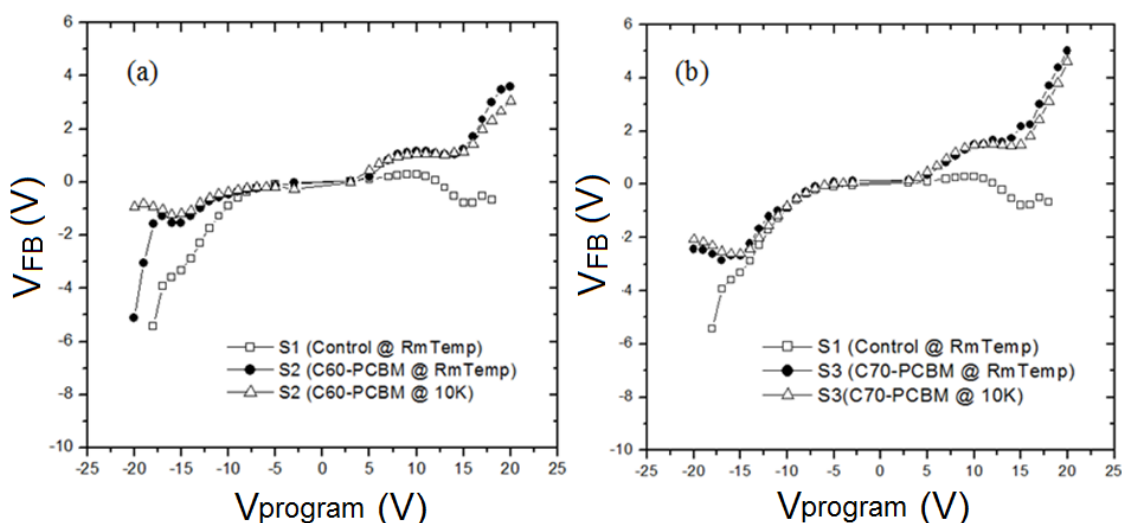 (a)
6
4
2
0
-2
-4
-6
-8
-10
V_FB (V)
S1 (Control @ RmTemp)
S2 (C60-PCBM @ RmTemp)
S2 (C60-PCBM @ 10K)
-25 -20 -15 -10 -5 0 5 10 15 20 25
Vprogram (V)
(b)
6
4
2
0
-2
-4
-6
-8
-10
V_FB (V)
S1 (Control @ RmTemp)
S3 (C70-PCBM @ RmTemp)
S3(C70-PCBM @ 10K)
-25 -20 -15 -10 -5 0 5 10 15 20 25
Vprogram (V)